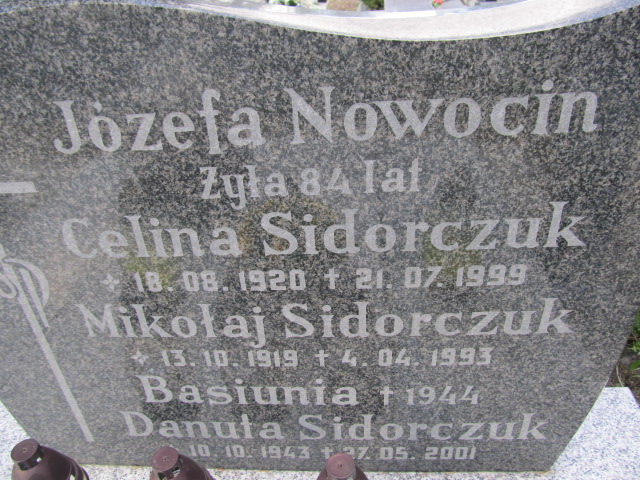 Józefa Nowocin
Żyła 84 lat
Celina Sidorczuk
+ 18.08.1920 † 21.07.1999
Mikołaj Sidorczuk
+ 13.10.1919 † 4.04.1993
Basiunia † 1944
Danuta Sidorczuk
10.10.1943 † 27.05.2001